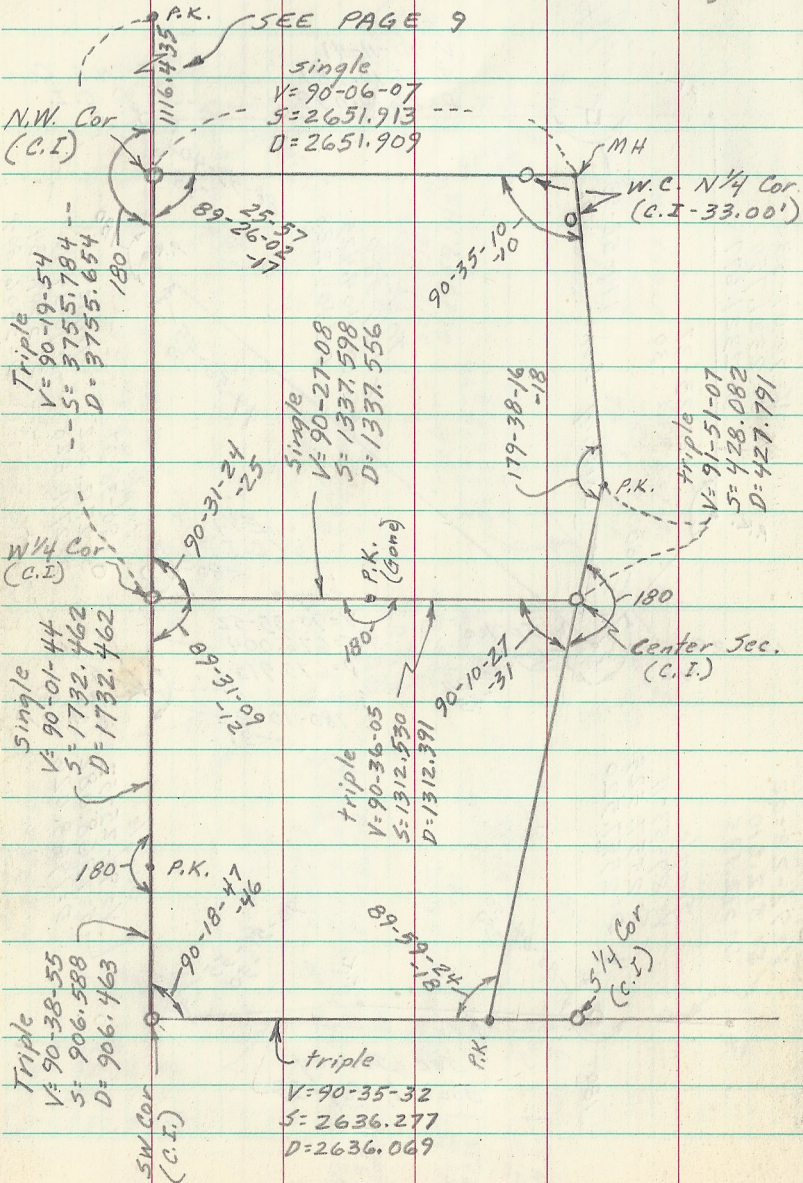 P.K.
SEE PAGE 9
1116.435
single
V= 90-06-07
S= 2651.913
D= 2651.909
N.W. Cor
(C.I)
MH
W.C. N 1/4 Cor.
(C.I-33.00')
25-57
89-26-02
-17
180
90-35-10
-10
Triple
V= 90-19-54
S= 3755.784
D= 3755.654
Single
V= 90-27-08
S= 1337.598
D= 1337.556
179-38-16
-18
triple
V= 91-51-07
S= 428.082
D= 427.791
P.K.
90-31-24
-25
W 1/4 Cor
(C.I)
P.K.
(Gone)
180
180
Center Sec.
(C.I.)
89-31-09
-12
90-10-27
-31
Single
V= 90-01-44
S= 1732.462
D= 1732.462
triple
V= 90-36-05
S= 1312.530
D= 1312.391
180
P.K.
90-18-47
-46
89-59-
S 1/4 Cor
(C.I)
P.K.
Triple
V= 90-38-55
S= 906.588
D= 906.463
SW Cor
(C.I.)
triple
V= 90-35-32
S= 2636.277
D= 2636.069